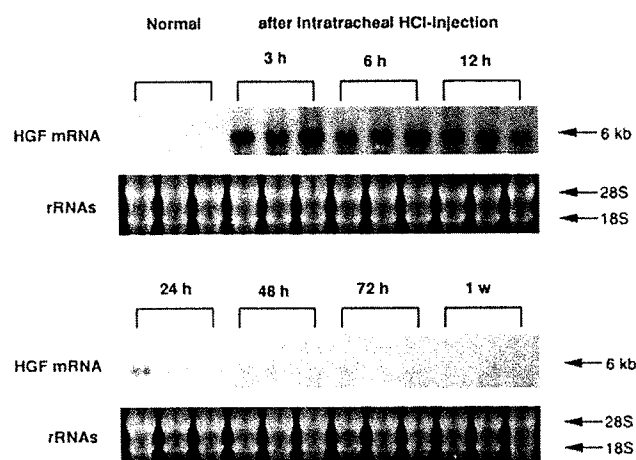 Normal after Intratracheal HCl-Injection
3 h 6 h 12 h
HGF mRNA 6 kb
rRNAs 28S
18S
24 h 48 h 72 h 1 w
HGF mRNA 6 kb
rRNAs 28S
18S